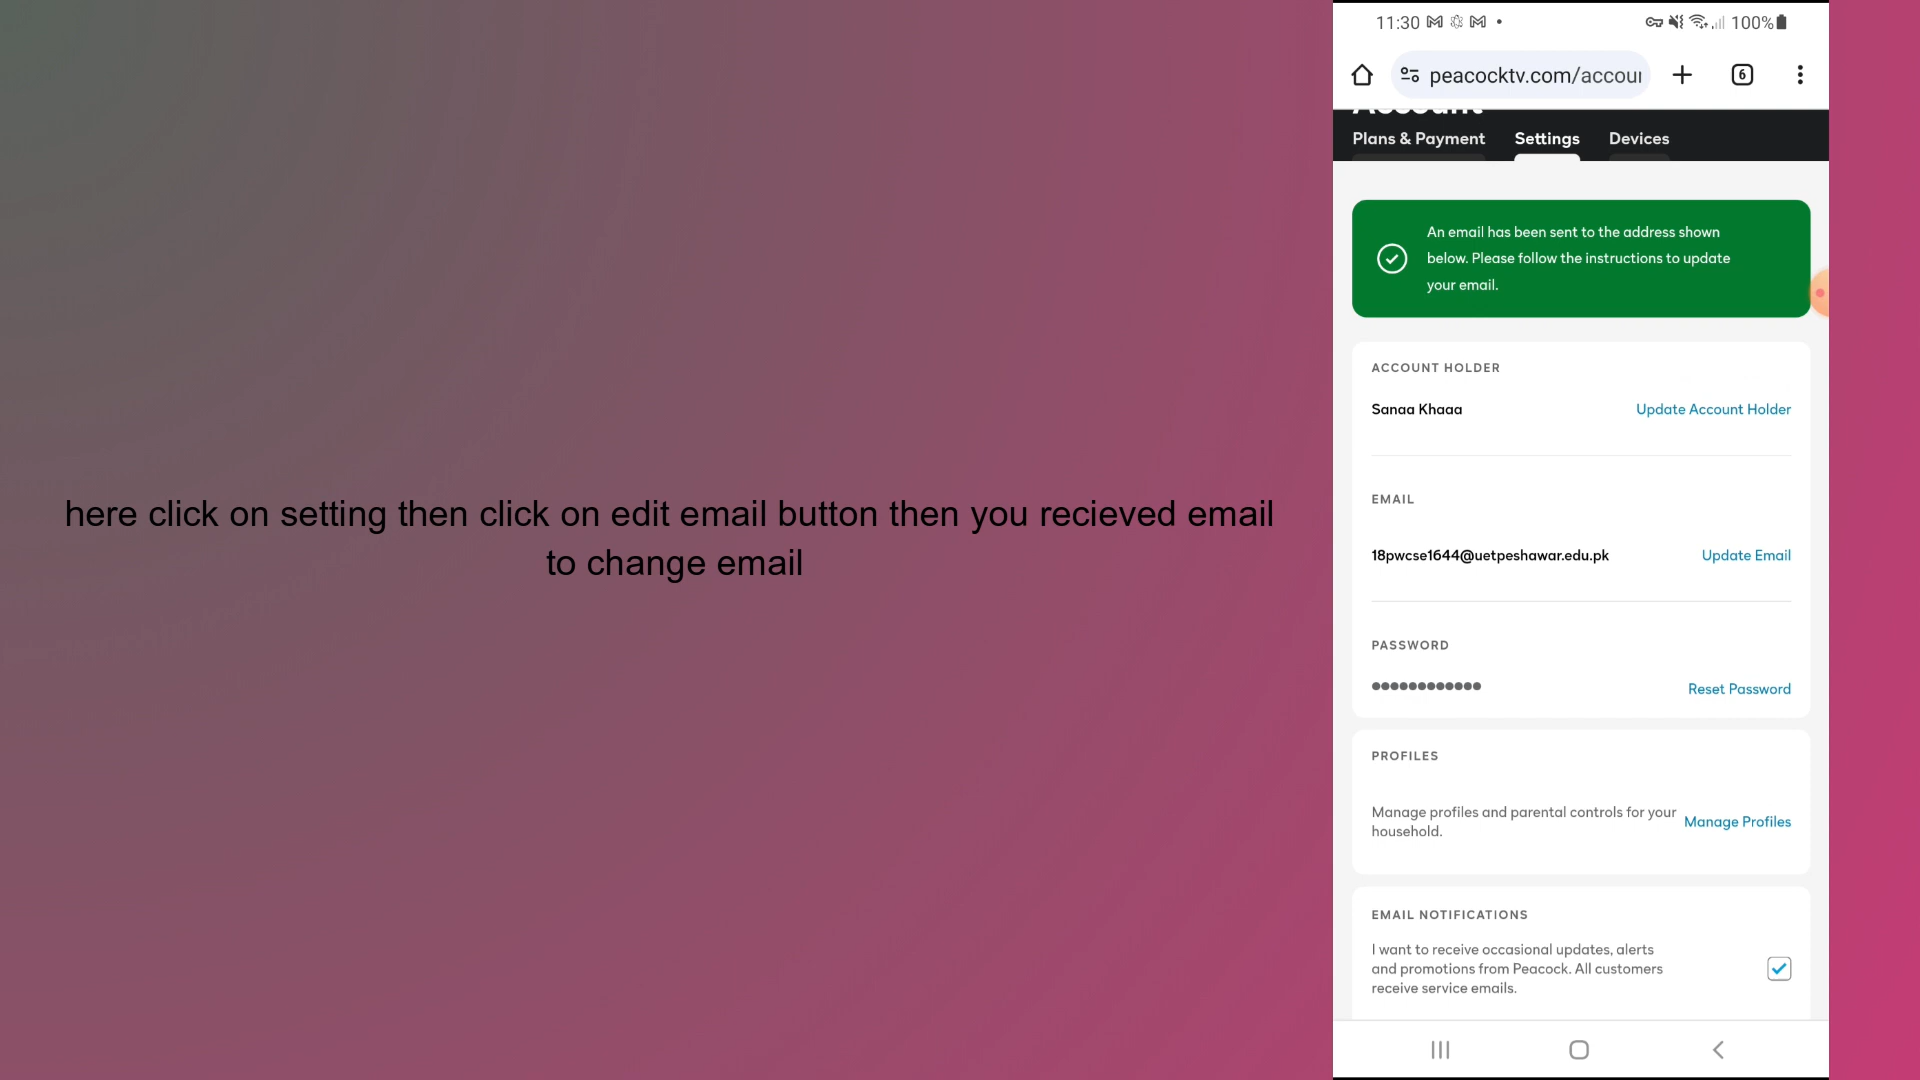 here click on setting then click on edit email button then you recieved email
to change email
11:30
100%
peacocktv.com/accour
6
Account
Plans & Payment Settings Devices
An email has been sent to the address shown
below. Please follow the instructions to update
your email.
ACCOUNT HOLDER
Sanaa Khaaa Update Account Holder
EMAIL
18pwcse1644@uetpeshawar.edu.pk Update Email
PASSWORD
Reset Password
PROFILES
Manage profiles and parental controls for your
household.
Manage Profiles
EMAIL NOTIFICATIONS
I want to receive occasional updates, alerts
and promotions from Peacock. All customers
receive service emails.